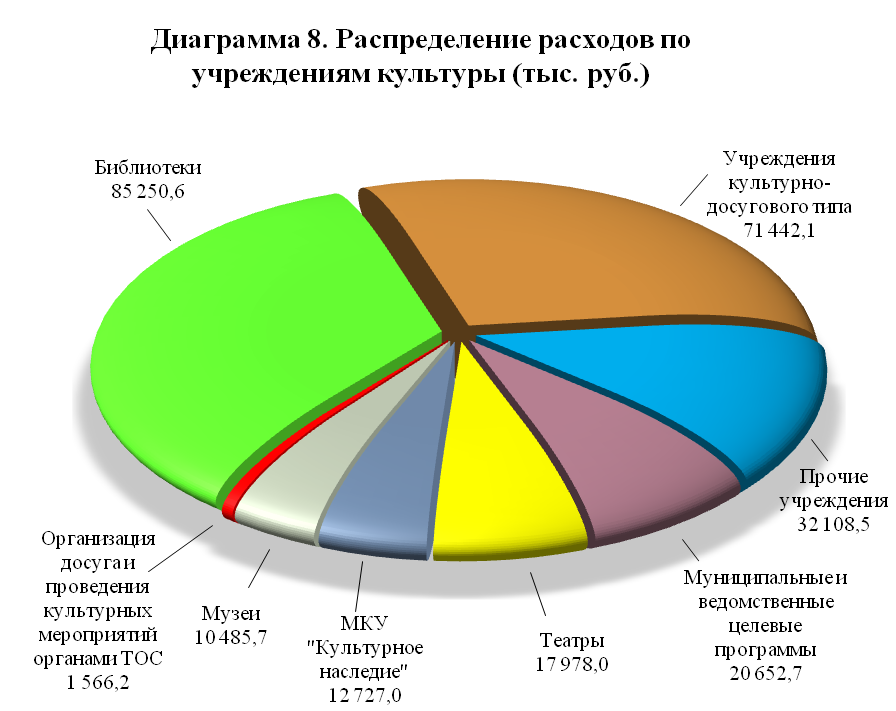 Диаграмма 8. Распределение расходов по
учреждениям культуры (тыс. руб.)
Библиотеки
85 250,6
Учреждения
культурно-
досугового типа
71 442,1
Прочие
учреждения
32 108,5
Муниципальные и
ведомственные
целевые
программы
20 652,7
Театры
17 978,0
МКУ
"Культурное
наследие"
12 727,0
Музеи
10 485,7
Организация
досуга и
проведения
культурных
мероприятий
органами ТОС
1 566,2